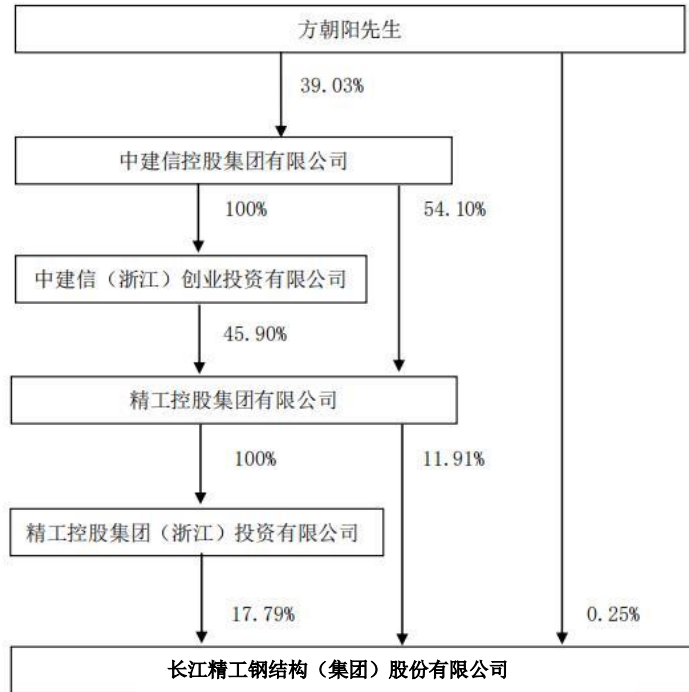 方朝阳先生
39.03%
中建信控股集团有限公司
100%
54.10%
中建信（浙江）创业投资有限公司
45.90%
精工控股集团有限公司
100%
11.91%
精工控股集团（浙江）投资有限公司
17.79%
0.25%
长江精工钢结构（集团）股份有限公司